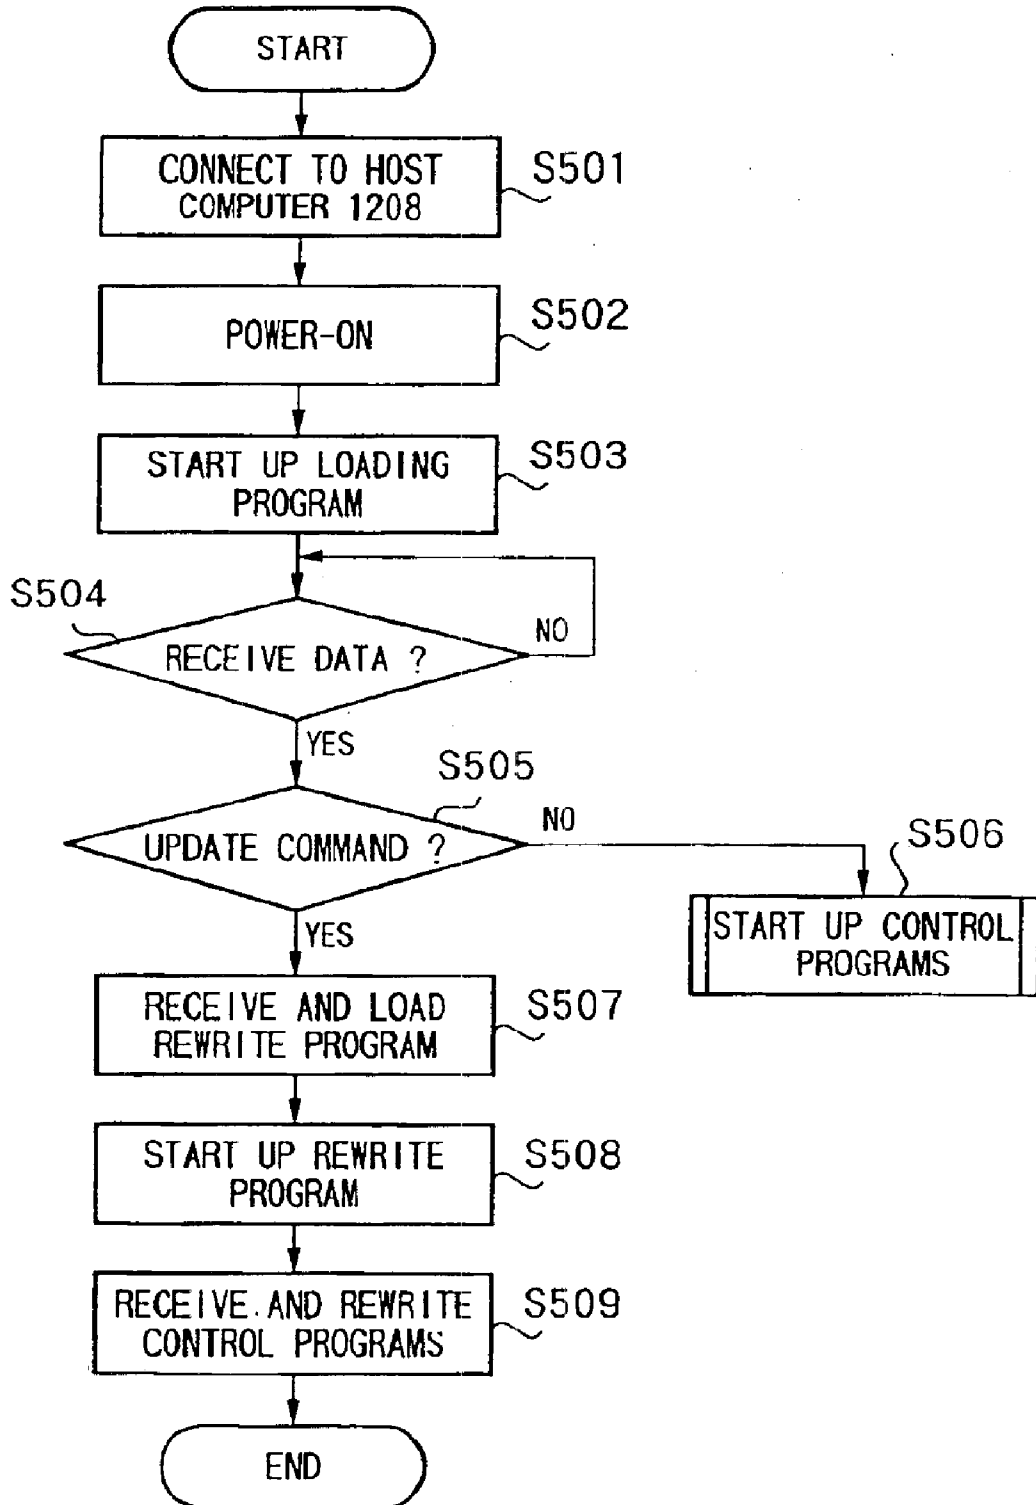 START
CONNECT TO HOST
COMPUTER 1208
S501
POWER-ON
S502
START UP LOADING
PROGRAM
S503
S504
RECEIVE DATA ?
NO
YES
S505
UPDATE COMMAND ?
NO
YES
S506
START UP CONTROL
PROGRAMS
RECEIVE AND LOAD
REWRITE PROGRAM
S507
START UP REWRITE
PROGRAM
S508
RECEIVE AND REWRITE
CONTROL PROGRAMS
S509
END